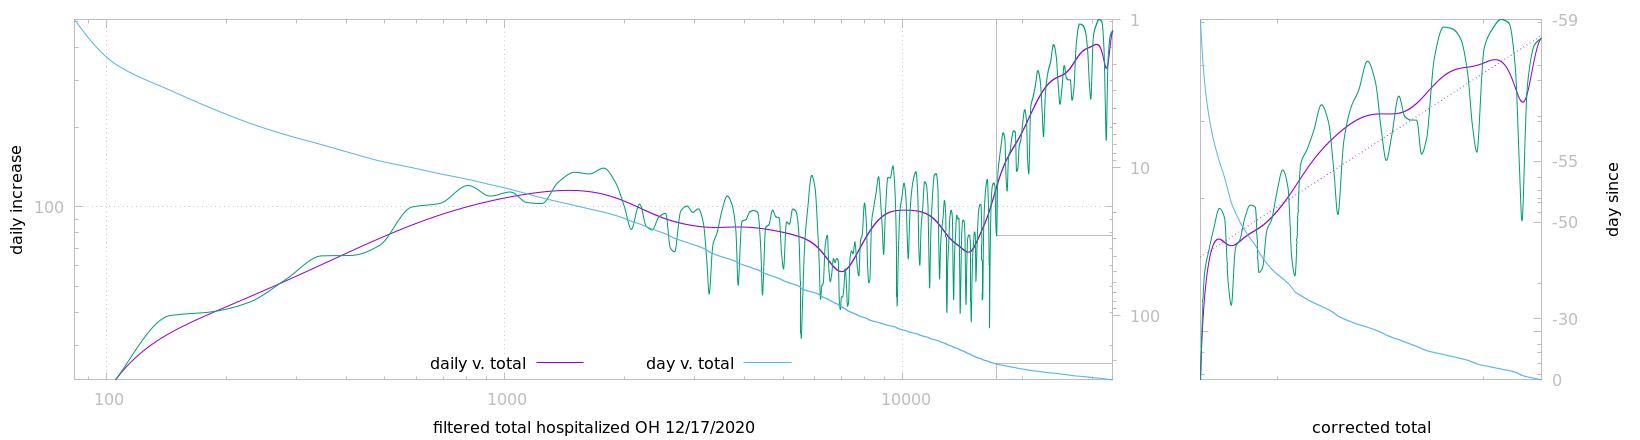 daily increase
100
daily v. total
day v. total
100
1000
10000
filtered total hospitalized OH 12/17/2020
1
10
100
-59
-55
-50
-30
0
day since
corrected total